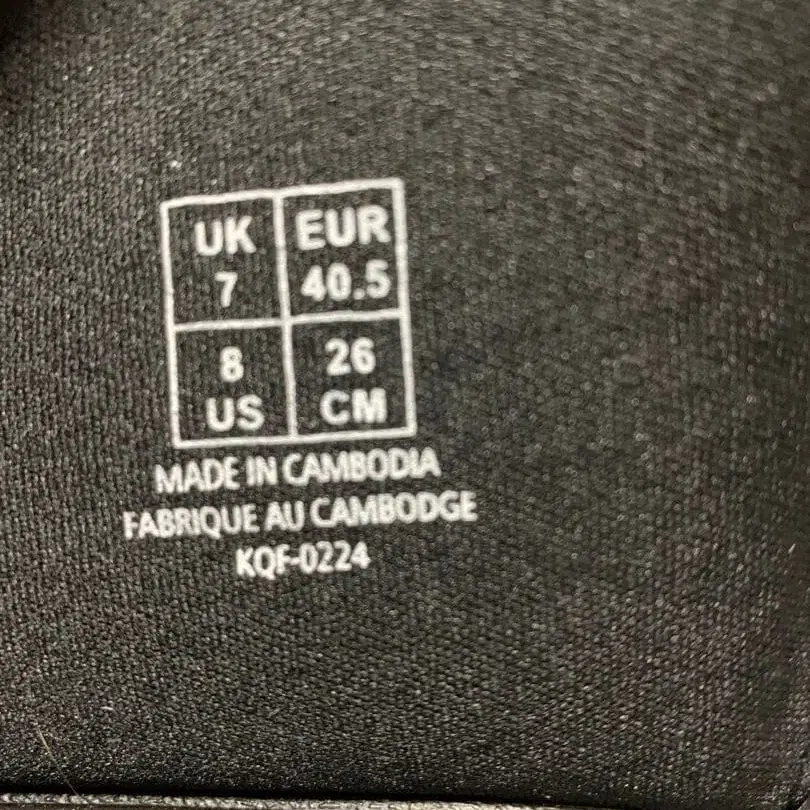 UK EUR
7 40.5
8 26
US CM
MADE IN CAMBODIA
FABRIQUE AU CAMBODGE
KQF-0224